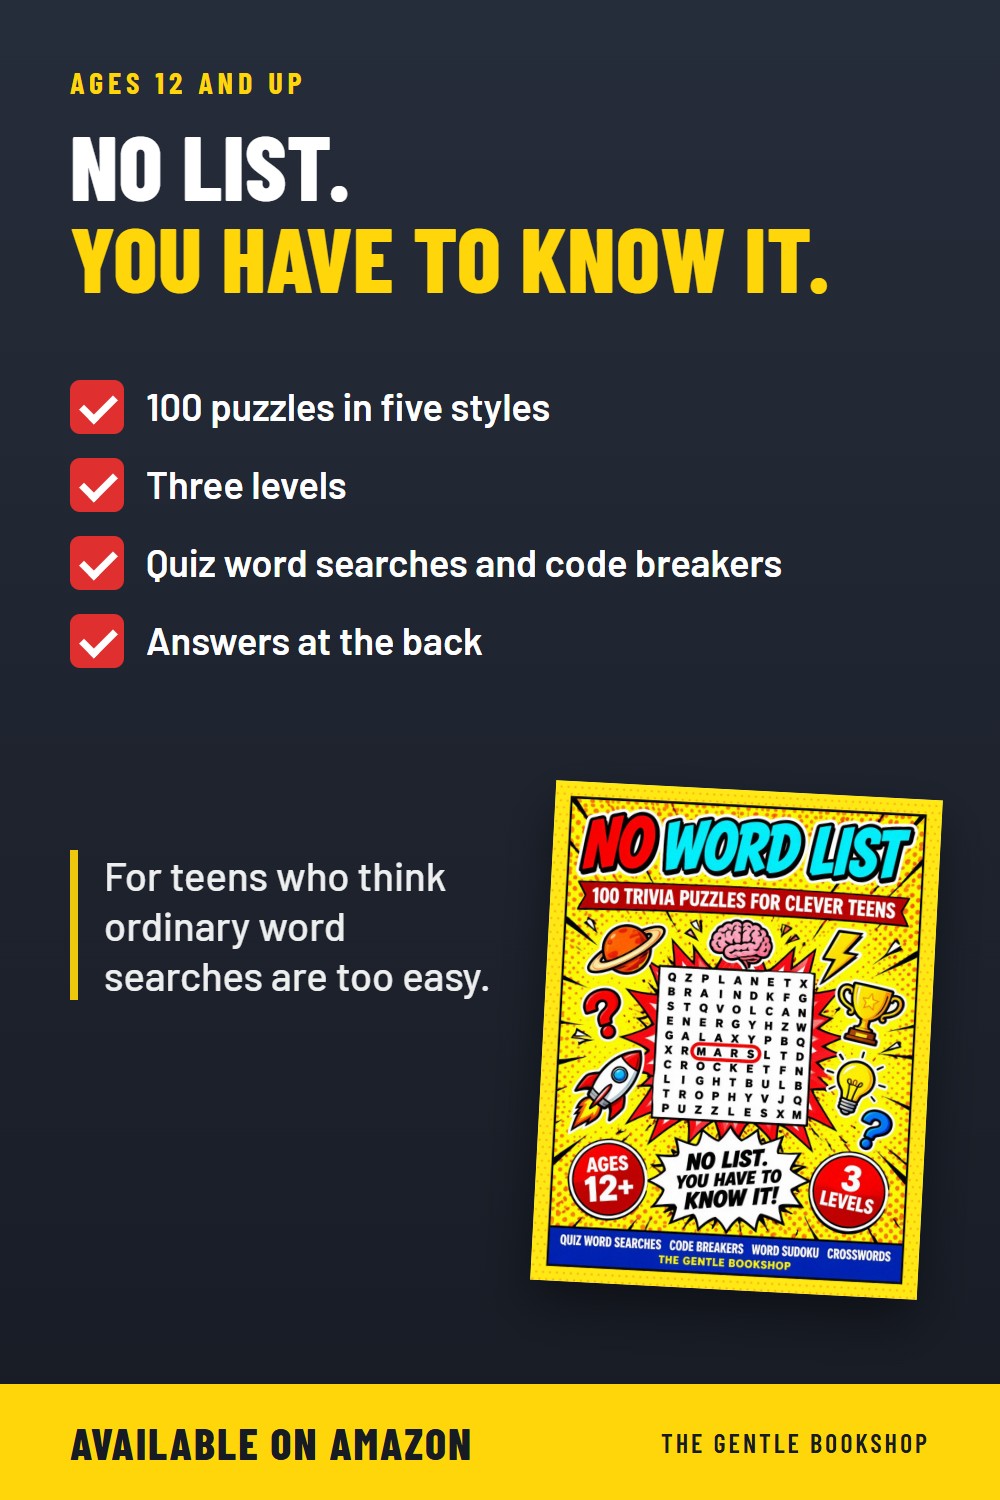 AGES 12 AND UP
NO LIST.
YOU HAVE TO KNOW IT.
100 puzzles in five styles
Three levels
Quiz word searches and code breakers
Answers at the back
For teens who think
ordinary word
searches are too easy.
NO WORD LIST
100 TRIVIA PUZZLES FOR CLEVER TEENS
Q Z P L A N E T X
B R A I N D K F G
S T Q V O L C A N
E N E R G Y H Z W
G A L A X Y P B Q
X R M A R S L T D
C R O C K E T F N
L I G H T B U L B
T R O P H Y V J Q
P U Z Z L E S X M
AGES
12+
NO LIST.
YOU HAVE TO
KNOW IT!
3
LEVELS
QUIZ WORD SEARCHES CODE BREAKERS WORD SUDOKU CROSSWORDS
THE GENTLE BOOKSHOP
AVAILABLE ON AMAZON
THE GENTLE BOOKSHOP